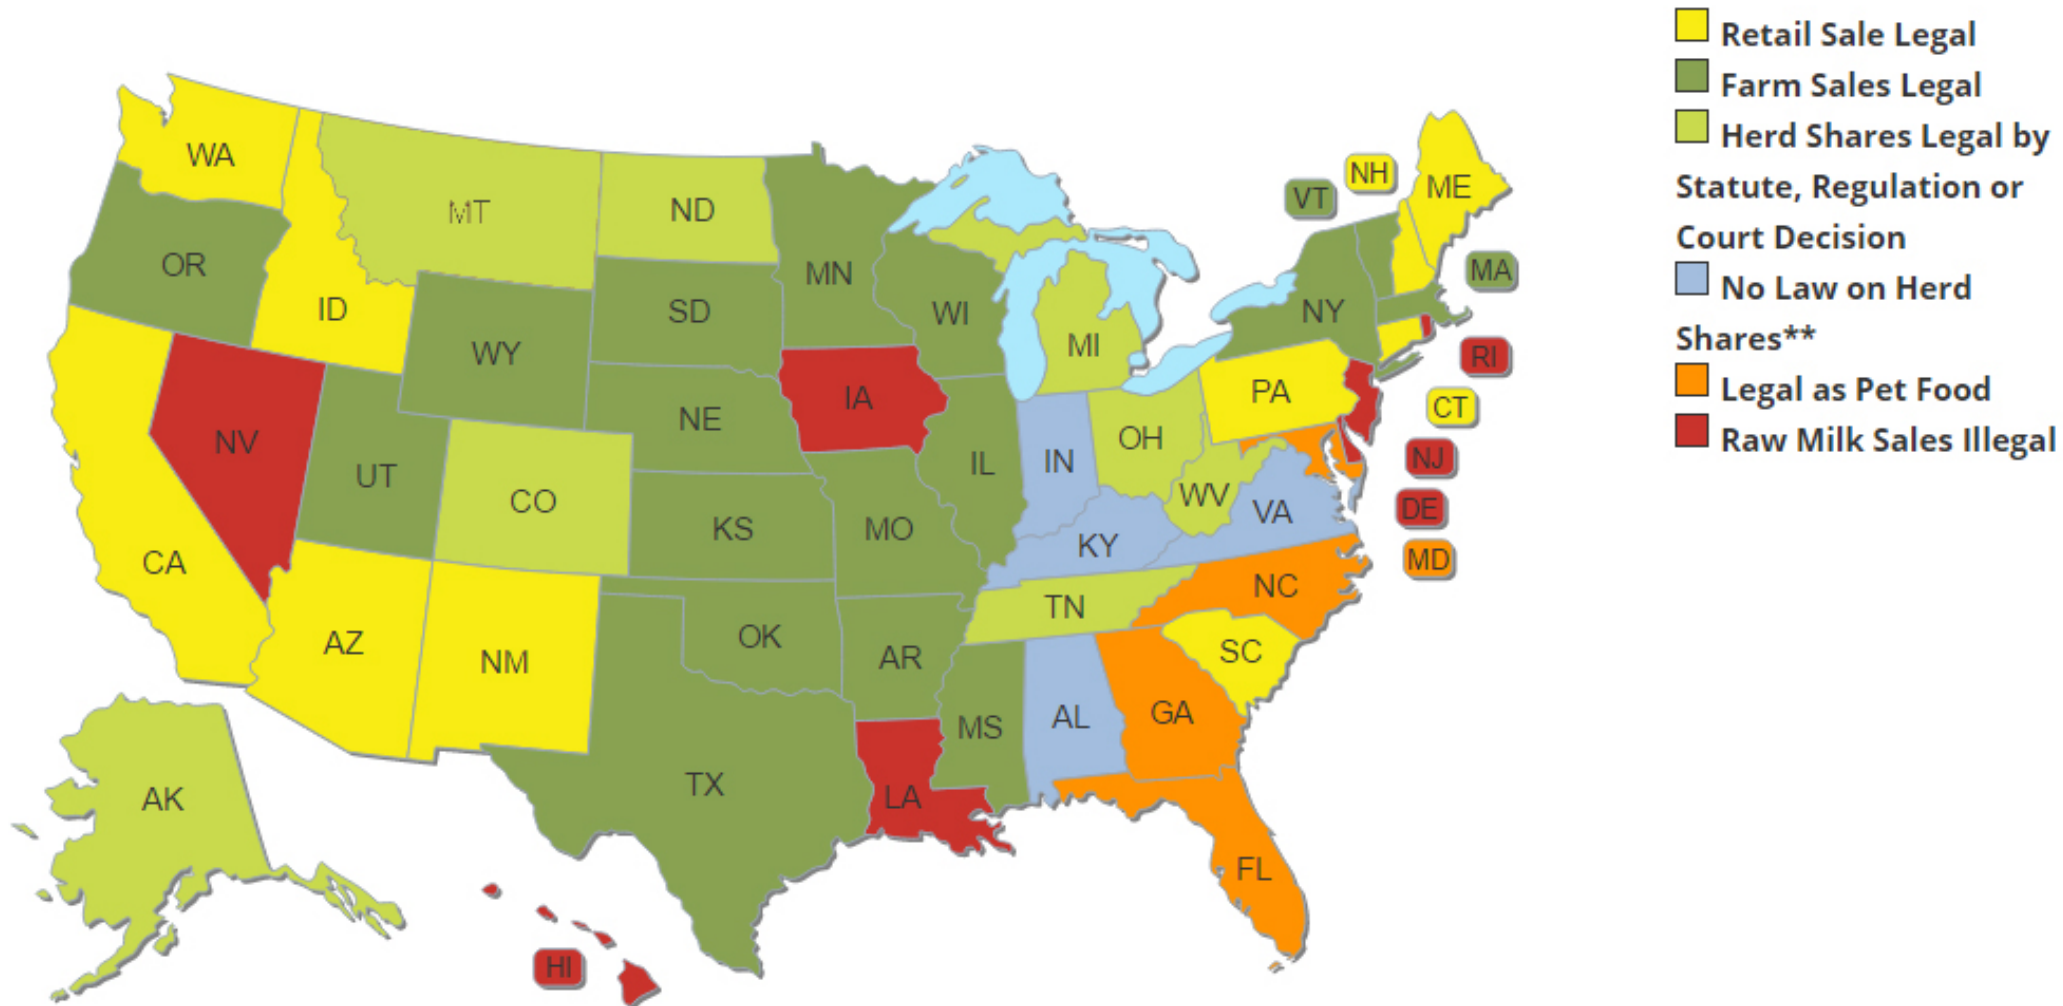 Retail Sale Legal
Farm Sales Legal
Herd Shares Legal by
Statute, Regulation or
Court Decision
No Law on Herd
Shares**
Legal as Pet Food
Raw Milk Sales Illegal
WA
MT
ND
OR
ID
WY
SD
MN
WI
MI
NY
VT
NH
ME
MA
RI
CT
NJ
DE
MD
NV
UT
CO
NE
IA
KS
MO
IL
IN
OH
PA
WV
VA
KY
CA
AZ
NM
OK
AR
TN
NC
SC
TX
LA
MS
AL
GA
FL
AK
HI